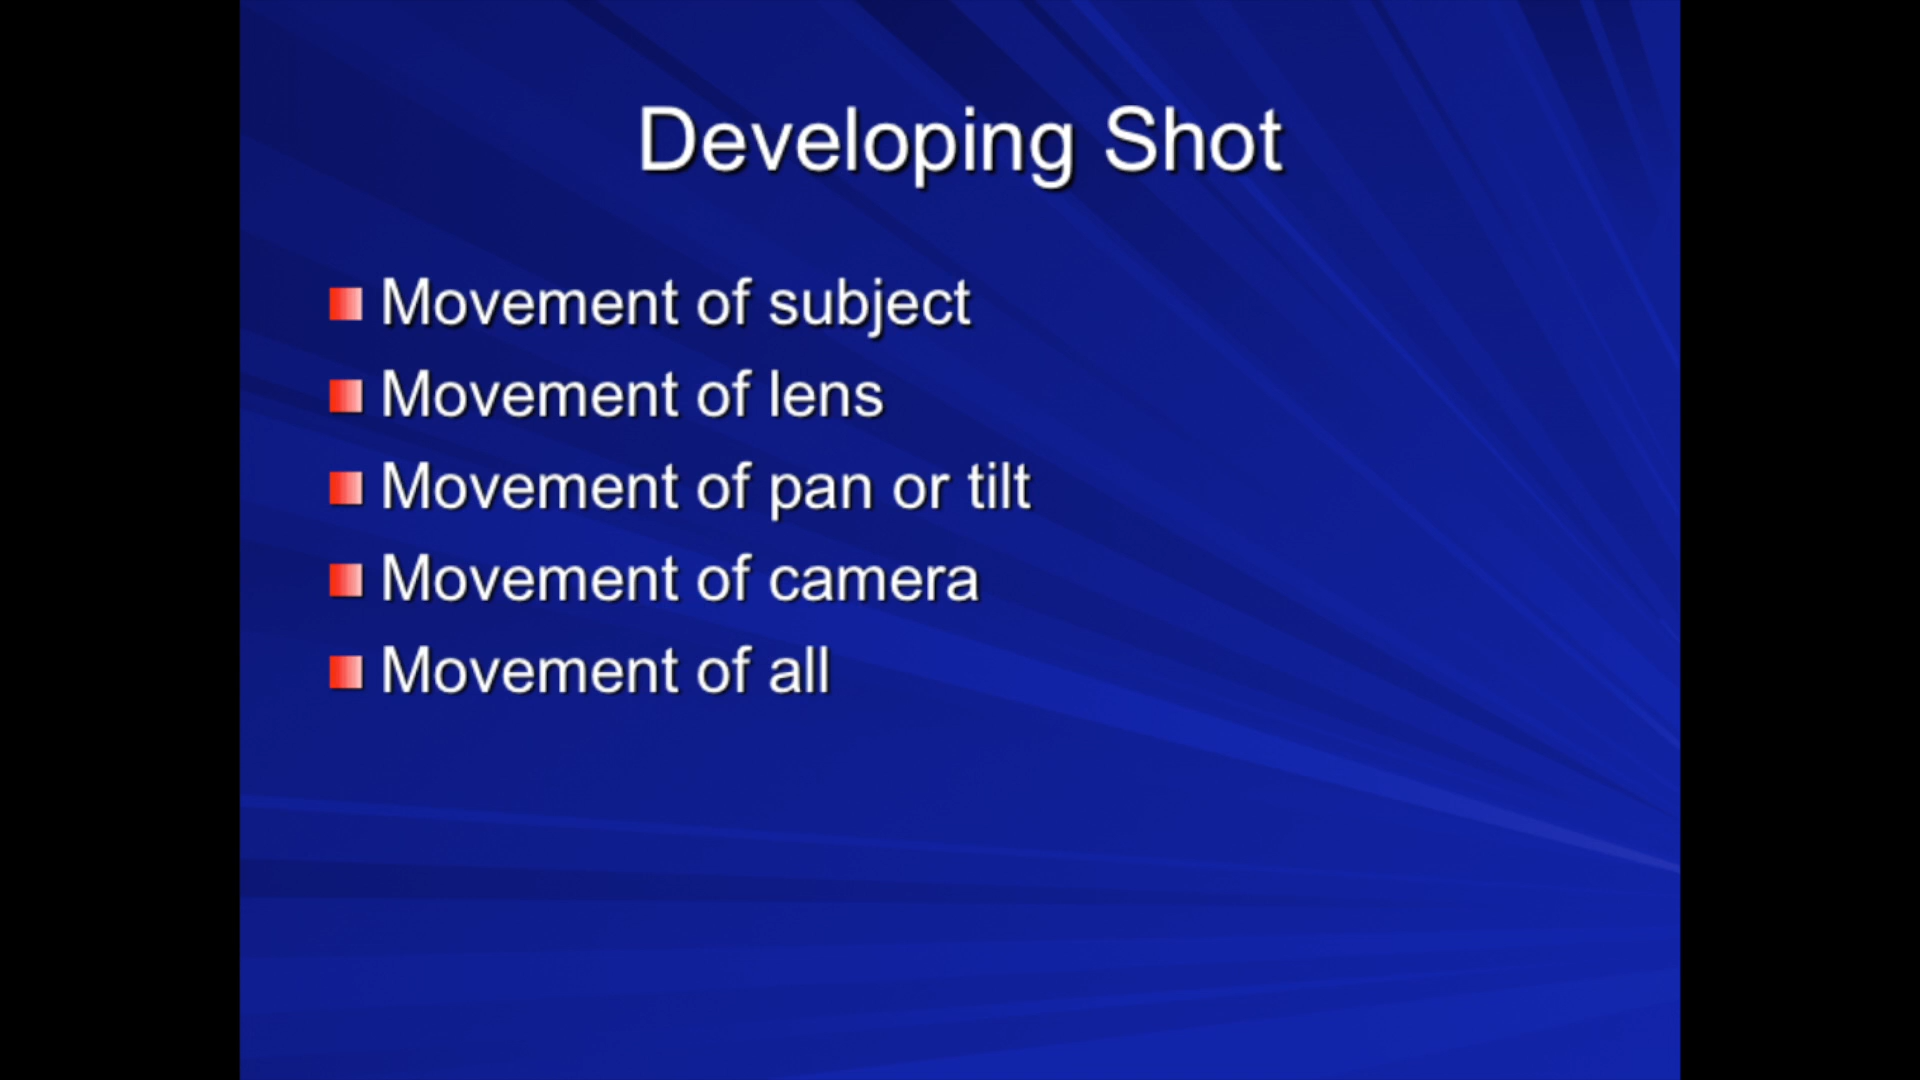 Developing Shot
Movement of subject
Movement of lens
Movement of pan or tilt
Movement of camera
Movement of all